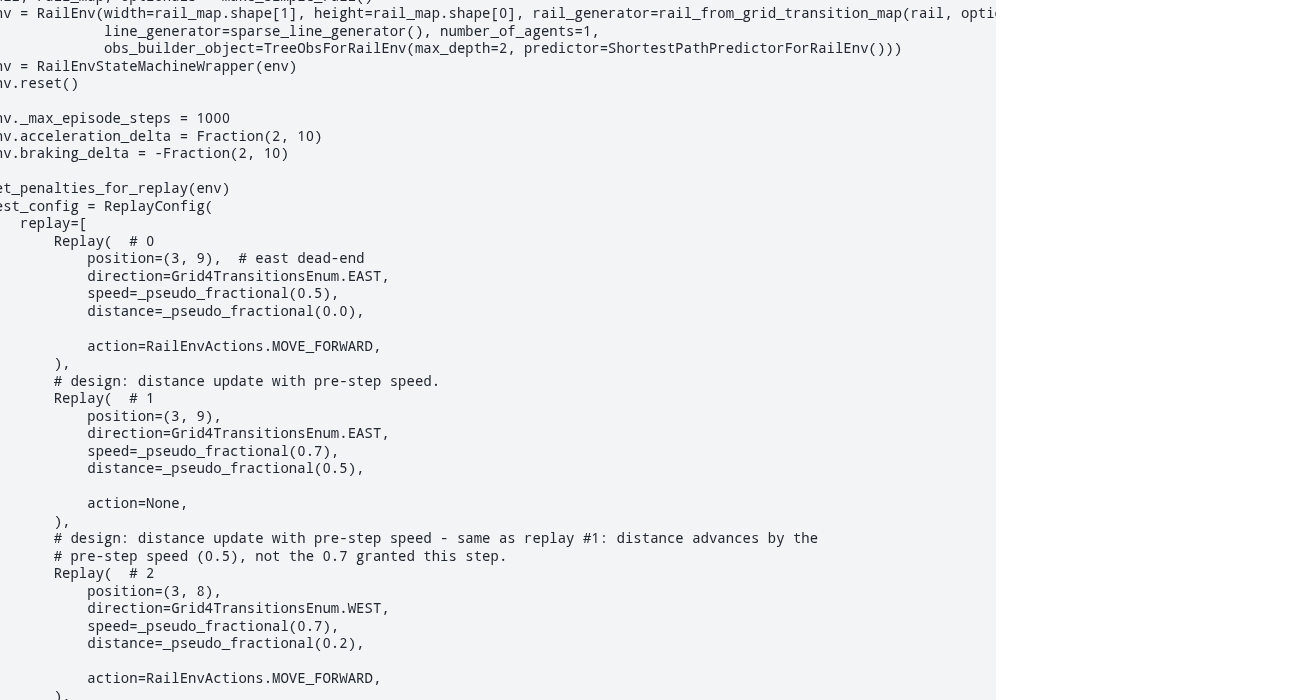 nv = RailEnv(width=rail_map.shape[1], height=rail_map.shape[0], rail_generator=rail_from_grid_transition_map(rail, optio
line_generator=sparse_line_generator(), number_of_agents=1,
obs_builder_object=TreeObsForRailEnv(max_depth=2, predictor=ShortestPathPredictorForRailEnv()))
nv = RailEnvStateMachineWrapper(env)
nv.reset()
nv._max_episode_steps = 1000
nv.acceleration_delta = Fraction(2, 10)
nv.braking_delta = -Fraction(2, 10)
et_penalties_for_replay(env)
est_config = ReplayConfig(
replay=[
Replay(  # 0
position=(3, 9),  # east dead-end
direction=Grid4TransitionsEnum.EAST,
speed=_pseudo_fractional(0.5),
distance=_pseudo_fractional(0.0),
action=RailEnvActions.MOVE_FORWARD,
),
# design: distance update with pre-step speed.
Replay(  # 1
position=(3, 9),
direction=Grid4TransitionsEnum.EAST,
speed=_pseudo_fractional(0.7),
distance=_pseudo_fractional(0.5),
action=None,
),
# design: distance update with pre-step speed - same as replay #1: distance advances by the
# pre-step speed (0.5), not the 0.7 granted this step.
Replay(  # 2
position=(3, 8),
direction=Grid4TransitionsEnum.WEST,
speed=_pseudo_fractional(0.7),
distance=_pseudo_fractional(0.2),
action=RailEnvActions.MOVE_FORWARD,
),